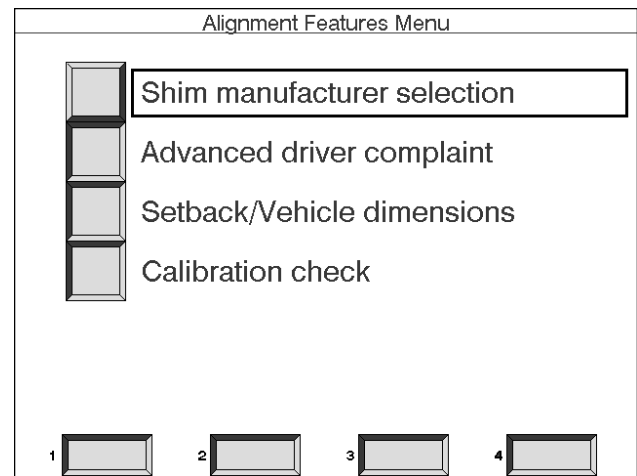 Alignment Features Menu
Shim manufacturer selection
Advanced driver complaint
Setback/Vehicle dimensions
Calibration check
1 2 3 4